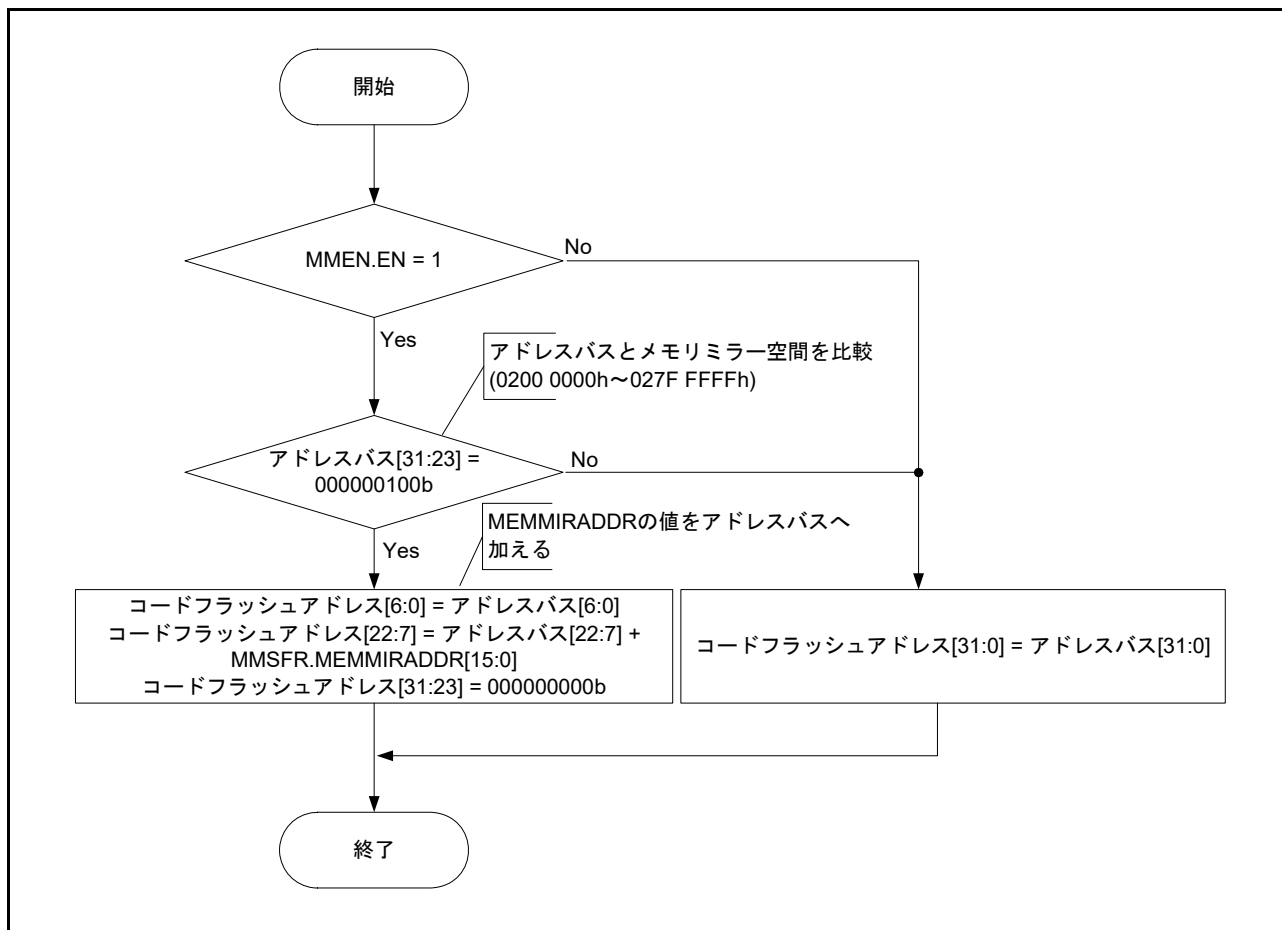 開始
MMEN.EN = 1
No
Yes
アドレスバスとメモリミラー空間を比較
(0200 0000h～027F FFFFh)
アドレスバス[31:23] =
000000100b
No
Yes
MEMMIRADDRの値をアドレスバスへ
加える
コードフラッシュアドレス[6:0] = アドレスバス[6:0]
コードフラッシュアドレス[22:7] = アドレスバス[22:7] +
MMSFR.MEMMIRADDR[15:0]
コードフラッシュアドレス[31:23] = 000000000b
コードフラッシュアドレス[31:0] = アドレスバス[31:0]
終了